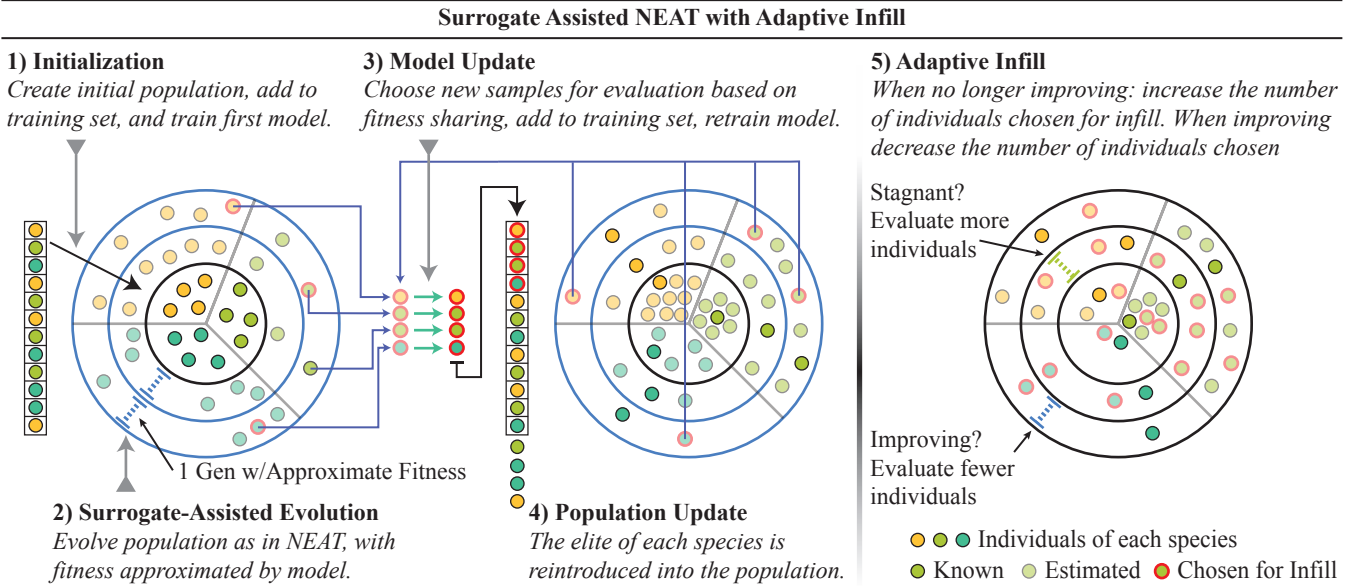 Surrogate Assisted NEAT with Adaptive Infill
1) Initialization
Create initial population, add to
training set, and train first model.
3) Model Update
Choose new samples for evaluation based on
fitness sharing, add to training set, retrain model.
5) Adaptive Infill
When no longer improving: increase the number
of individuals chosen for infill. When improving
decrease the number of individuals chosen
Stagnant?
Evaluate more
individuals
1 Gen w/Approximate Fitness
Improving?
Evaluate fewer
individuals
2) Surrogate-Assisted Evolution
Evolve population as in NEAT, with
fitness approximated by model.
4) Population Update
The elite of each species is
reintroduced into the population.
Individuals of each species
Known Estimated Chosen for Infill